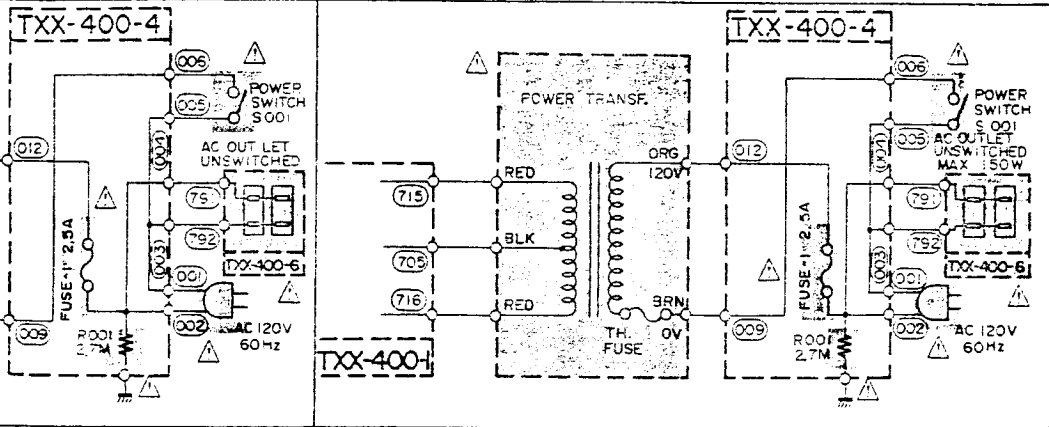 TXX-400-4
006
POWER
SWITCH
S 001
005
(004)
AC OUT LET
UNSWITCHED
012
791
792
TXX-400-6
FUSE-1 2.5A
(003)
001
002
AC 120V
60Hz
R001
2.7M
POWER TRANSF.
RED
715
BLK
705
RED
716
TXX-400-1
ORG
120V
BRN
0V
TH.
FUSE
TXX-400-4
006
POWER
SWITCH
S 001
005
(004)
AC OUTLET
UNSWITCHED
MAX 150W
012
791
792
TXX-400-6
FUSE-1 2.5A
(003)
001
002
AC 120V
60Hz
R001
2.7M
009
009